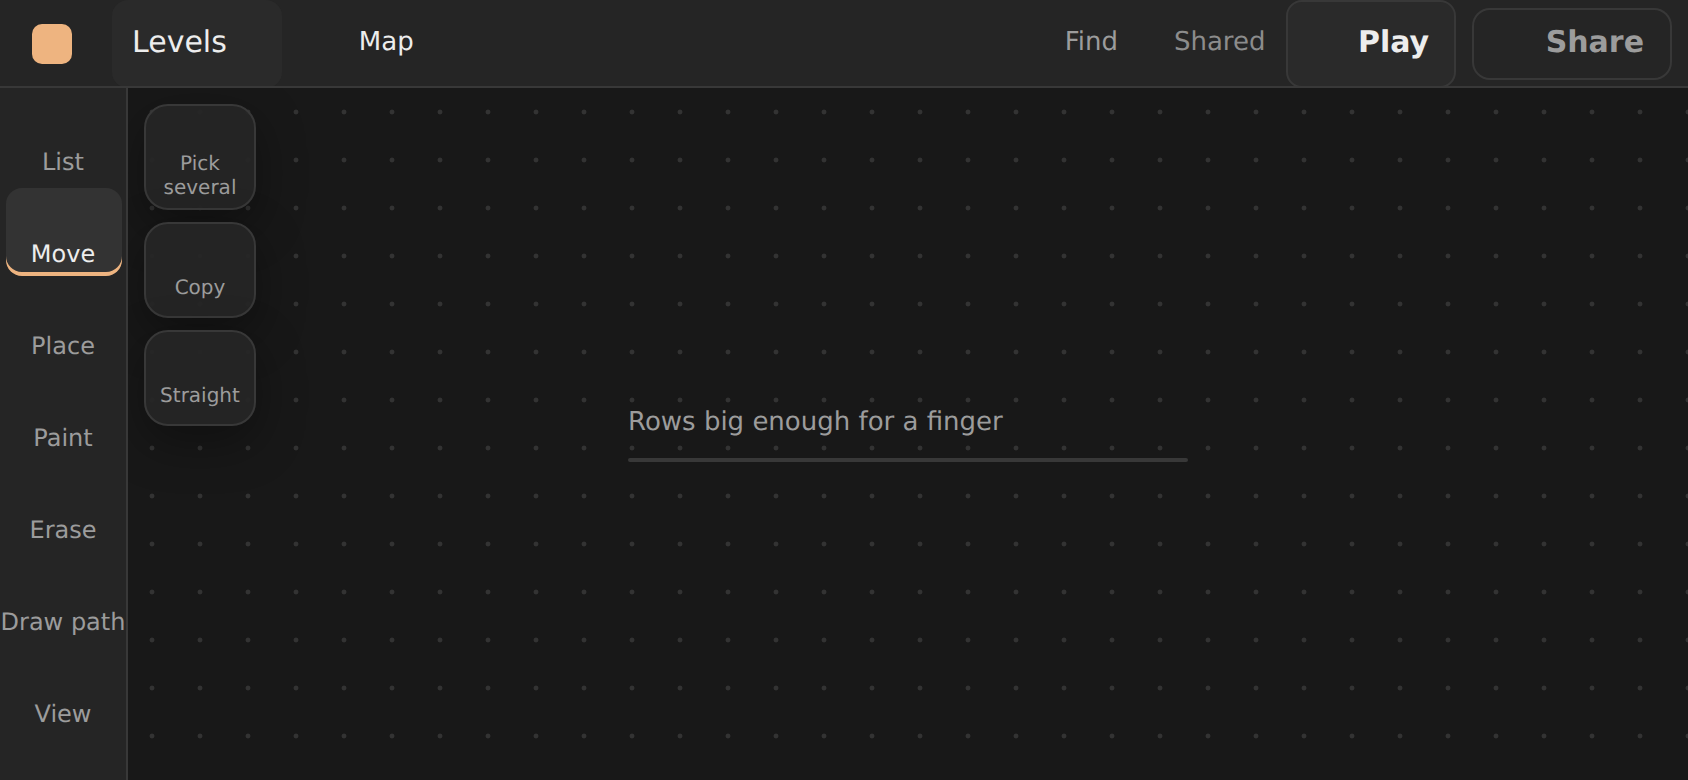 Levels
Map
Find
Shared
Play
Share
List
Move
Place
Paint
Erase
Draw path
View
Pick
several
Copy
Straight
Rows big enough for a finger